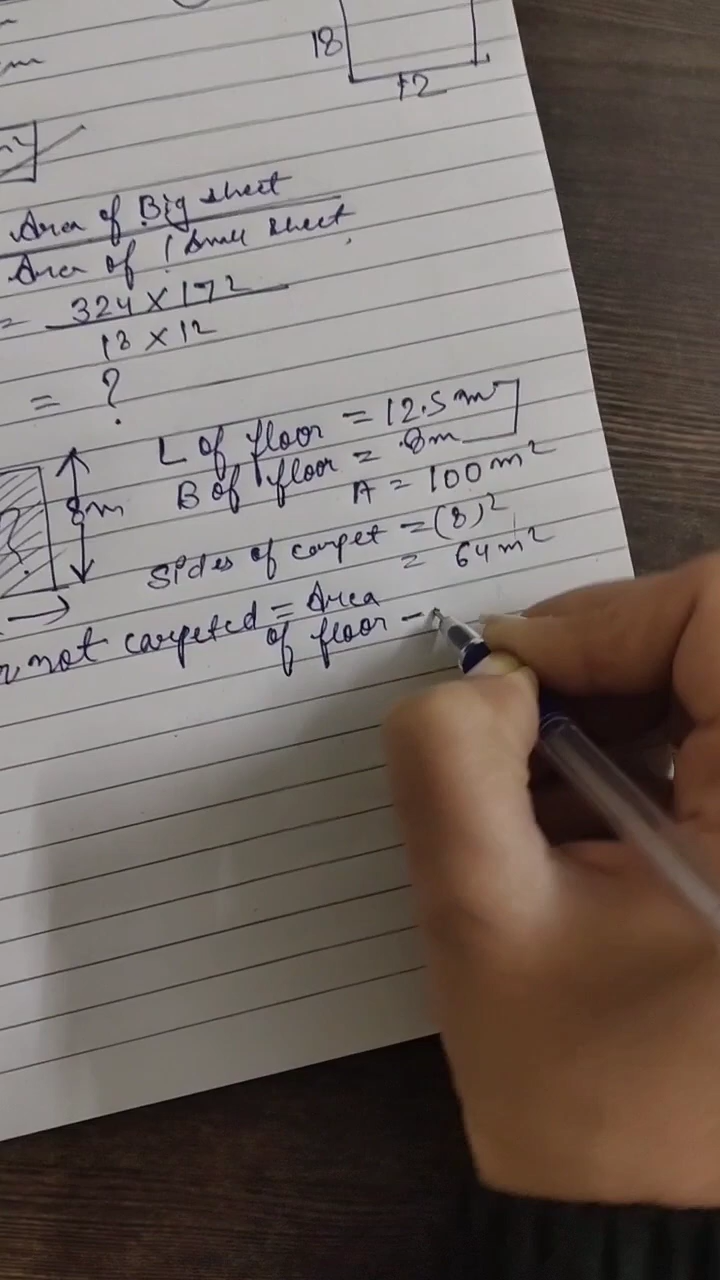 m
18
12
Area of Big sheet
Area of 1 small sheet
= 324 × 172
18 × 12
= ?
L of floor = 12.5 m
8m
B of floor = 8m
A = 100 m²
Sides of carpet = (8)²
= 64 m²
not carpeted = Area
of floor −